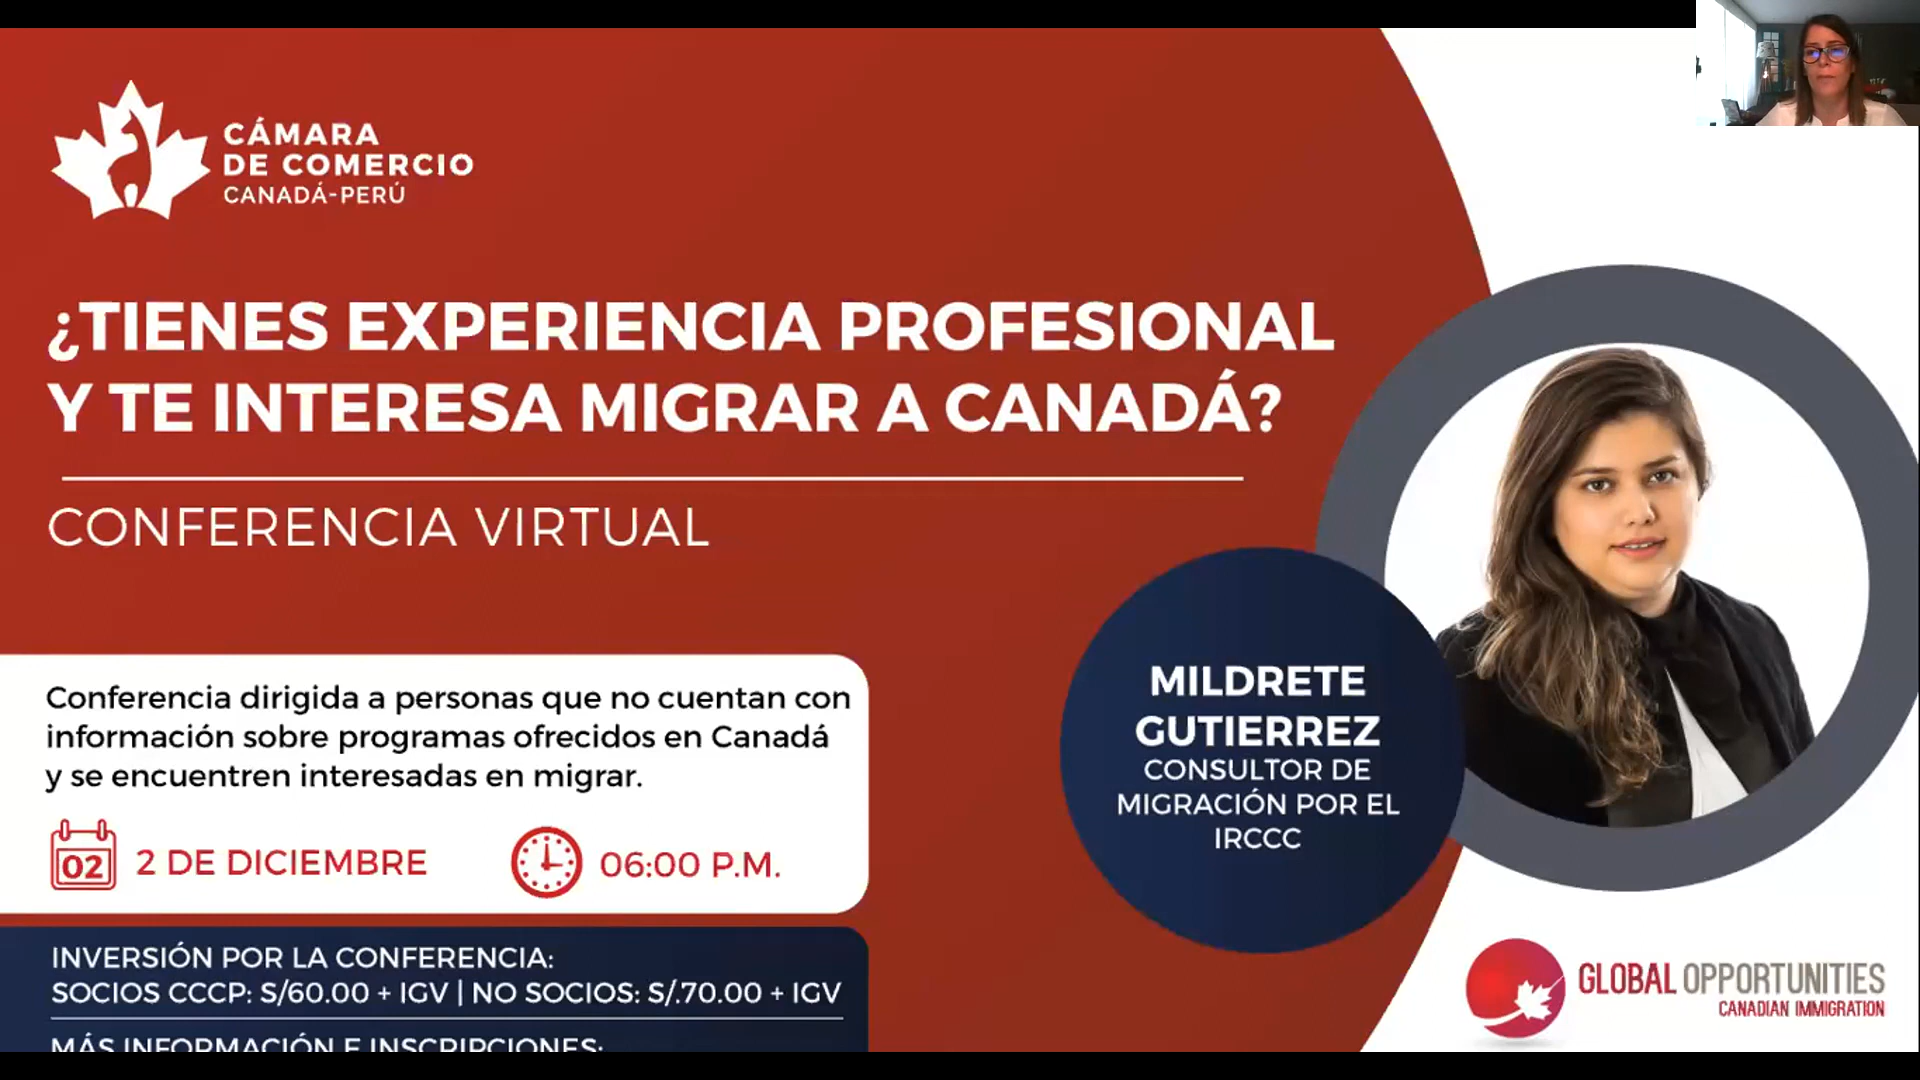 CÁMARA
DE COMERCIO
CANADÁ-PERÚ
¿TIENES EXPERIENCIA PROFESIONAL
Y TE INTERESA MIGRAR A CANADÁ?
CONFERENCIA VIRTUAL
Conferencia dirigida a personas que no cuentan con
información sobre programas ofrecidos en Canadá
y se encuentren interesadas en migrar.
02
2 DE DICIEMBRE
06:00 P.M.
INVERSIÓN POR LA CONFERENCIA:
SOCIOS CCCP: S/60.00 + IGV | NO SOCIOS: S/.70.00 + IGV
MÁS INFORMACIÓN E INSCRIPCIONES:
MILDRETE
GUTIERREZ
CONSULTOR DE
MIGRACIÓN POR EL
IRCCC
GLOBAL OPPORTUNITIES
CANADIAN IMMIGRATION